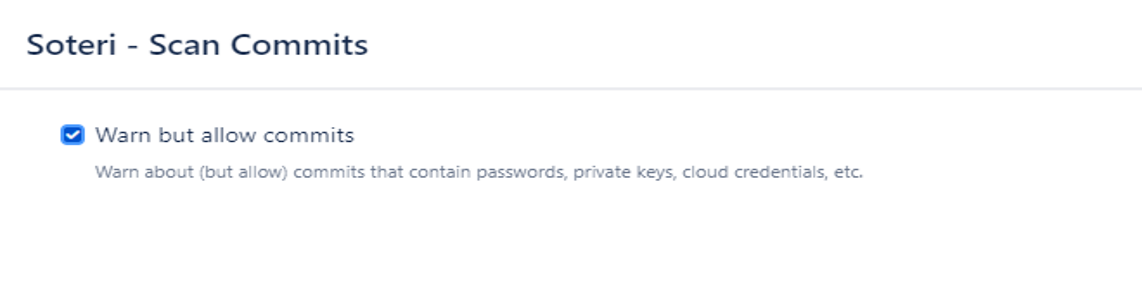 Soteri - Scan Commits
Warn but allow commits
Warn about (but allow) commits that contain passwords, private keys, cloud credentials, etc.